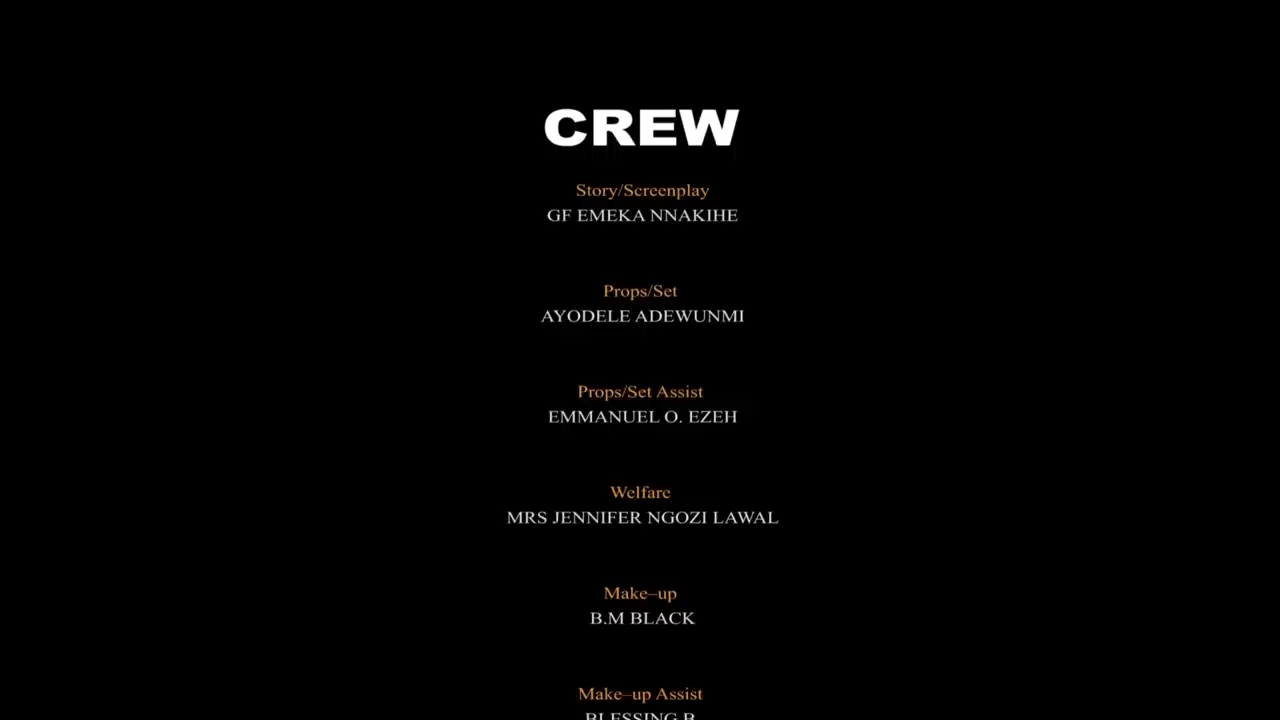 CREW
Story/Screenplay
GF EMEKA NNAKIHE
Props/Set
AYODELE ADEWUNMI
Props/Set Assist
EMMANUEL O. EZEH
Welfare
MRS JENNIFER NGOZI LAWAL
Make–up
B.M BLACK
Make–up Assist
BLESSING B